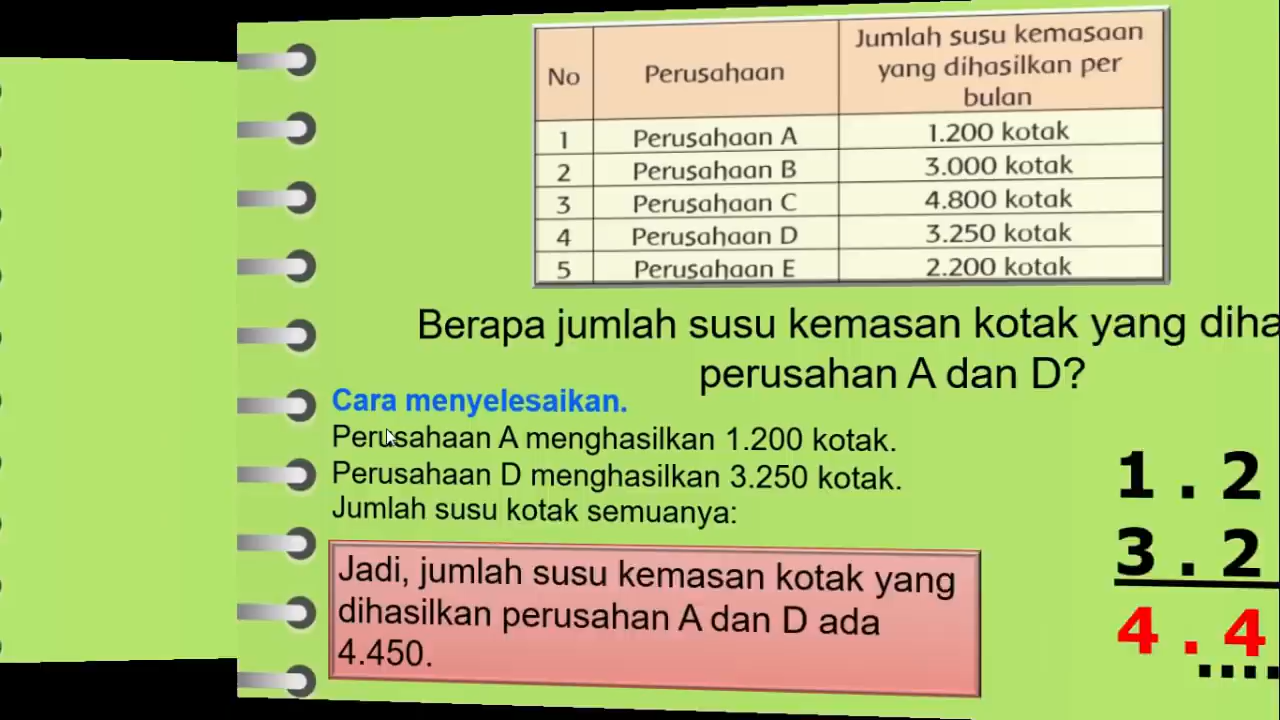 No Perusahaan Jumlah susu kemasaan yang dihasilkan per bulan
1 Perusahaan A 1.200 kotak
2 Perusahaan B 3.000 kotak
3 Perusahaan C 4.800 kotak
4 Perusahaan D 3.250 kotak
5 Perusahaan E 2.200 kotak
Berapa jumlah susu kemasan kotak yang diha
perusahan A dan D?
Cara menyelesaikan.
Perusahaan A menghasilkan 1.200 kotak.
Perusahaan D menghasilkan 3.250 kotak.
Jumlah susu kotak semuanya:
Jadi, jumlah susu kemasan kotak yang
dihasilkan perusahan A dan D ada
4.450.
1.2
3.2
4.4
....